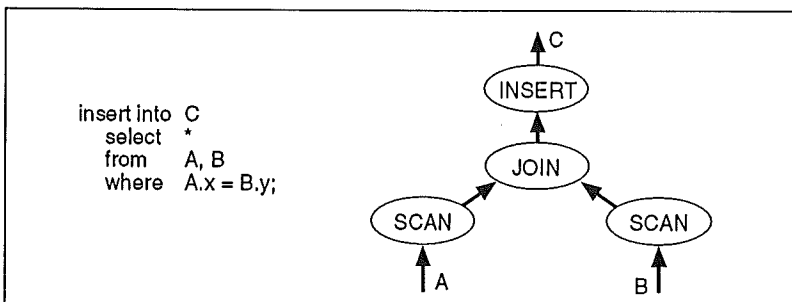 insert into C
select *
from A, B
where A.x = B.y;
C
INSERT
JOIN
SCAN
SCAN
A
B